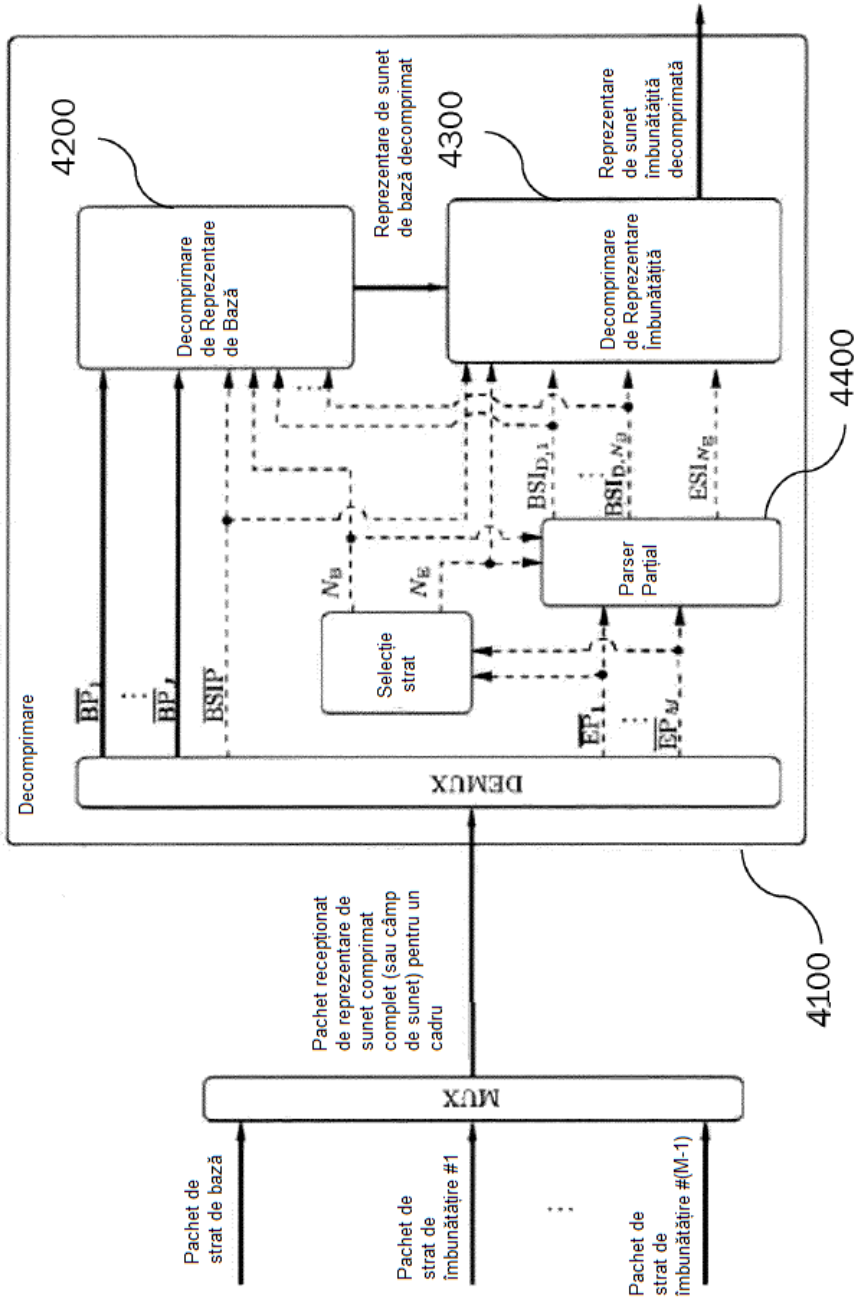 Pachet de
strat de bază
Pachet de
strat de
îmbunătățire #1
⋮
Pachet de
strat de
îmbunătățire #(M-1)
MUX
Pachet recepționat
de reprezentare de
sunet comprimat
complet (sau câmp
de sunet) pentru un
cadru
4100
Decomprimare
DEMUX
BP1
⋮
BPJ
BSIP
EP1
⋮
EPM
Selecție
strat
NB
NE
Parser
Parțial
4400
BSID,1
⋮
BSID,NB
ESINE
⋮
Decomprimare
de Reprezentare
de Bază
4200
Reprezentare de sunet
de bază decomprimat
Decomprimare
de Reprezentare
Îmbunătățită
4300
Reprezentare
de sunet
îmbunătățită
decomprimată